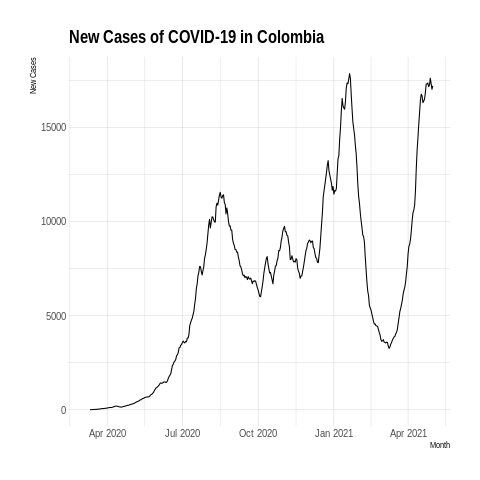 New Cases of COVID-19 in Colombia
New Cases
15000
10000
5000
0
Apr 2020 Jul 2020 Oct 2020 Jan 2021 Apr 2021
Month